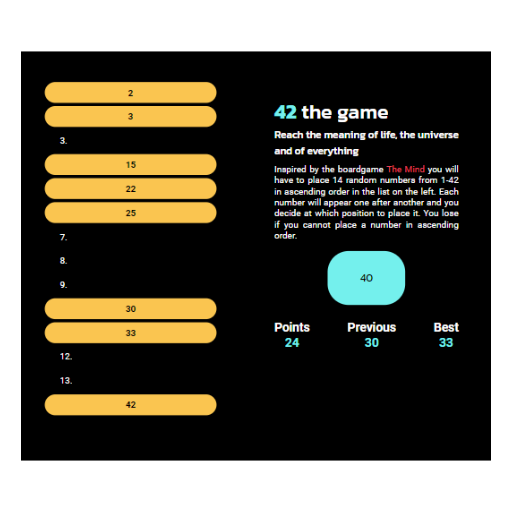 2
3
3.
15
22
25
7.
8.
9.
30
33
12.
13.
42
42 the game
Reach the meaning of life, the universe
and of everything
Inspired by the boardgame The Mind you will
have to place 14 random numbers from 1-42
in ascending order in the list on the left. Each
number will appear one after another and you
decide at which position to place it. You lose
if you cannot place a number in ascending
order.
40
Points Previous Best
24 30 33